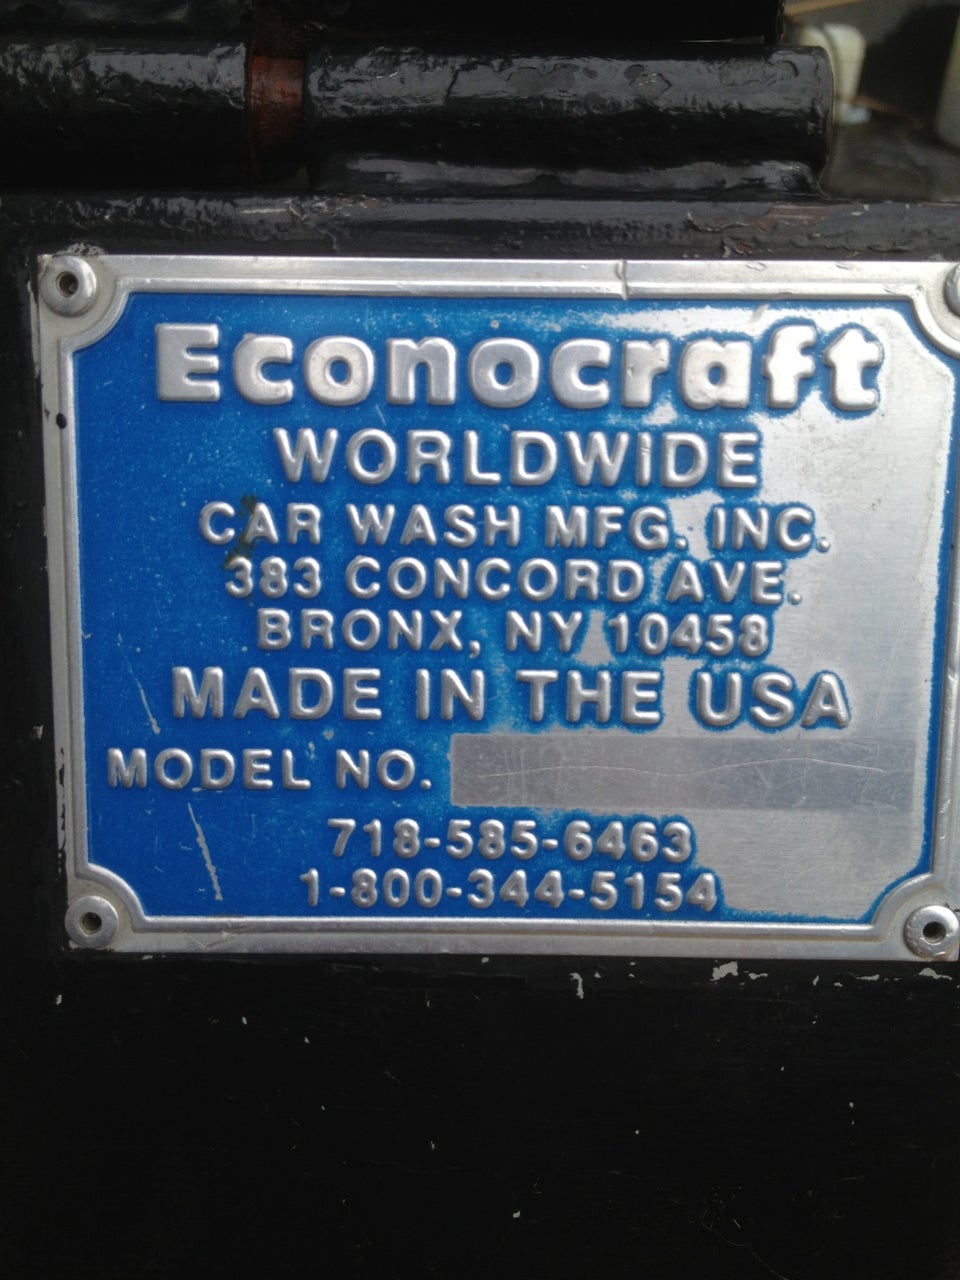 Econocraft
WORLDWIDE
CAR WASH MFG. INC.
383 CONCORD AVE.
BRONX, NY 10458
MADE IN THE USA
MODEL NO.
718-585-6463
1-800-344-5154